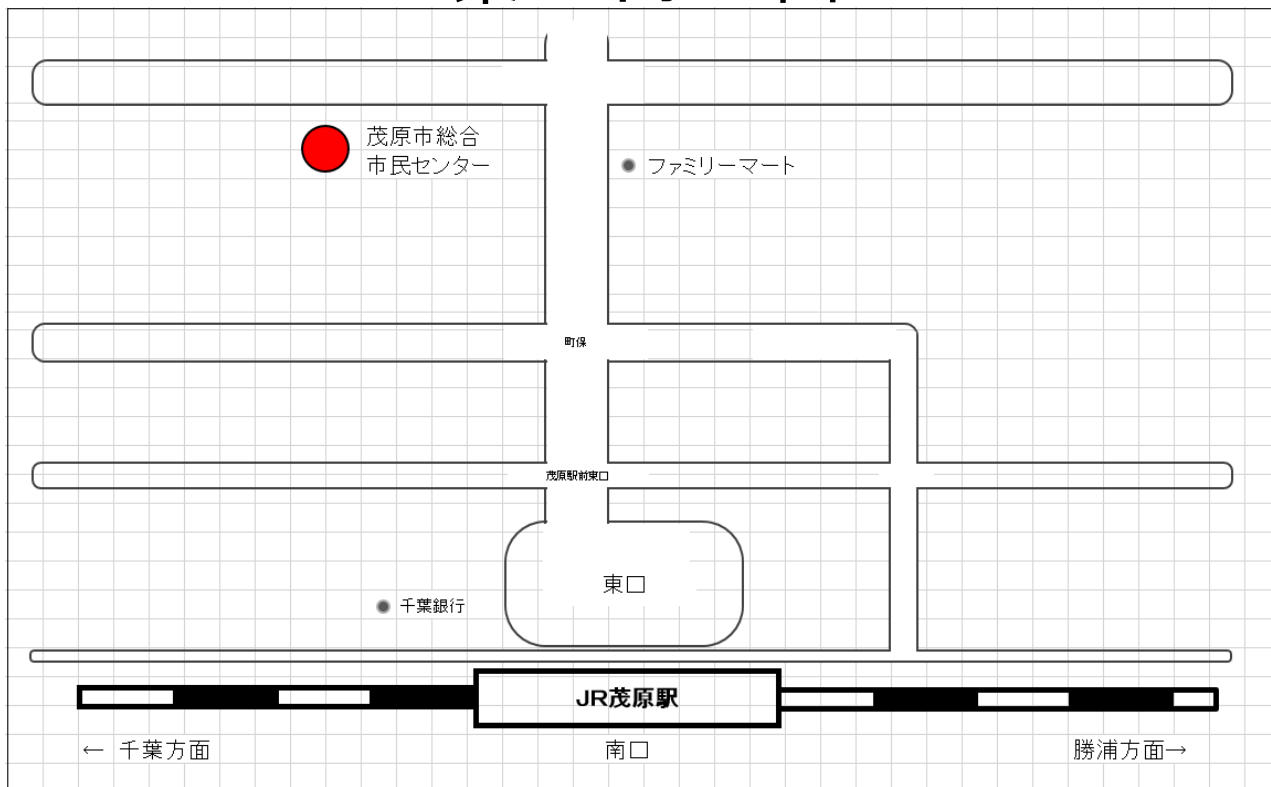 茂原市総合
市民センター
ファミリーマート
町保
茂原駅前東口
東口
千葉銀行
JR茂原駅
← 千葉方面
南口
勝浦方面→